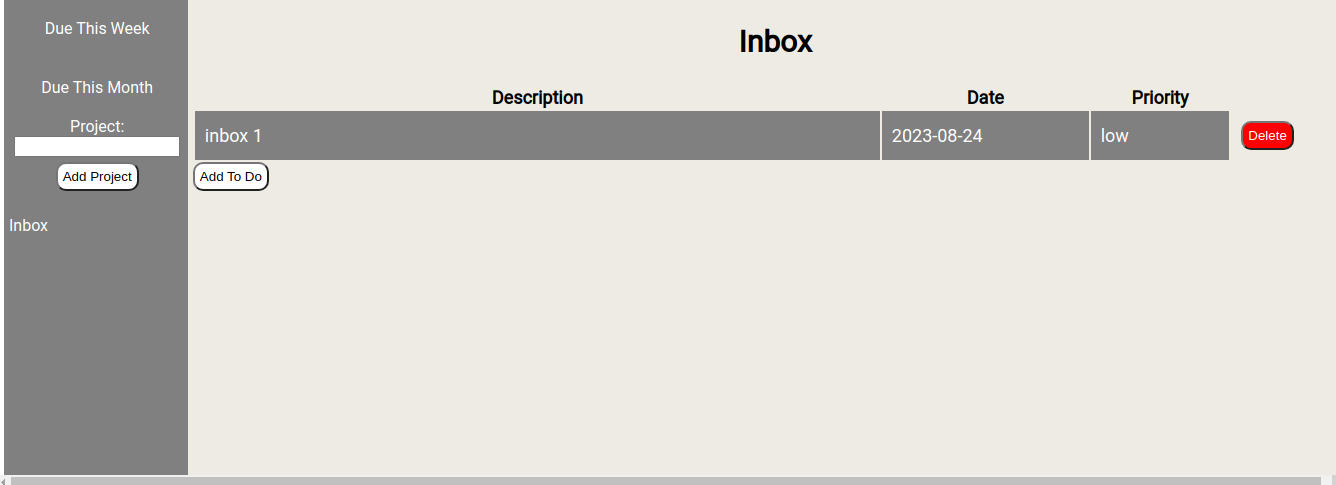 Due This Week
Due This Month
Project:
Add Project
Inbox
Inbox
Description Date Priority
inbox 1 2023-08-24 low Delete
Add To Do